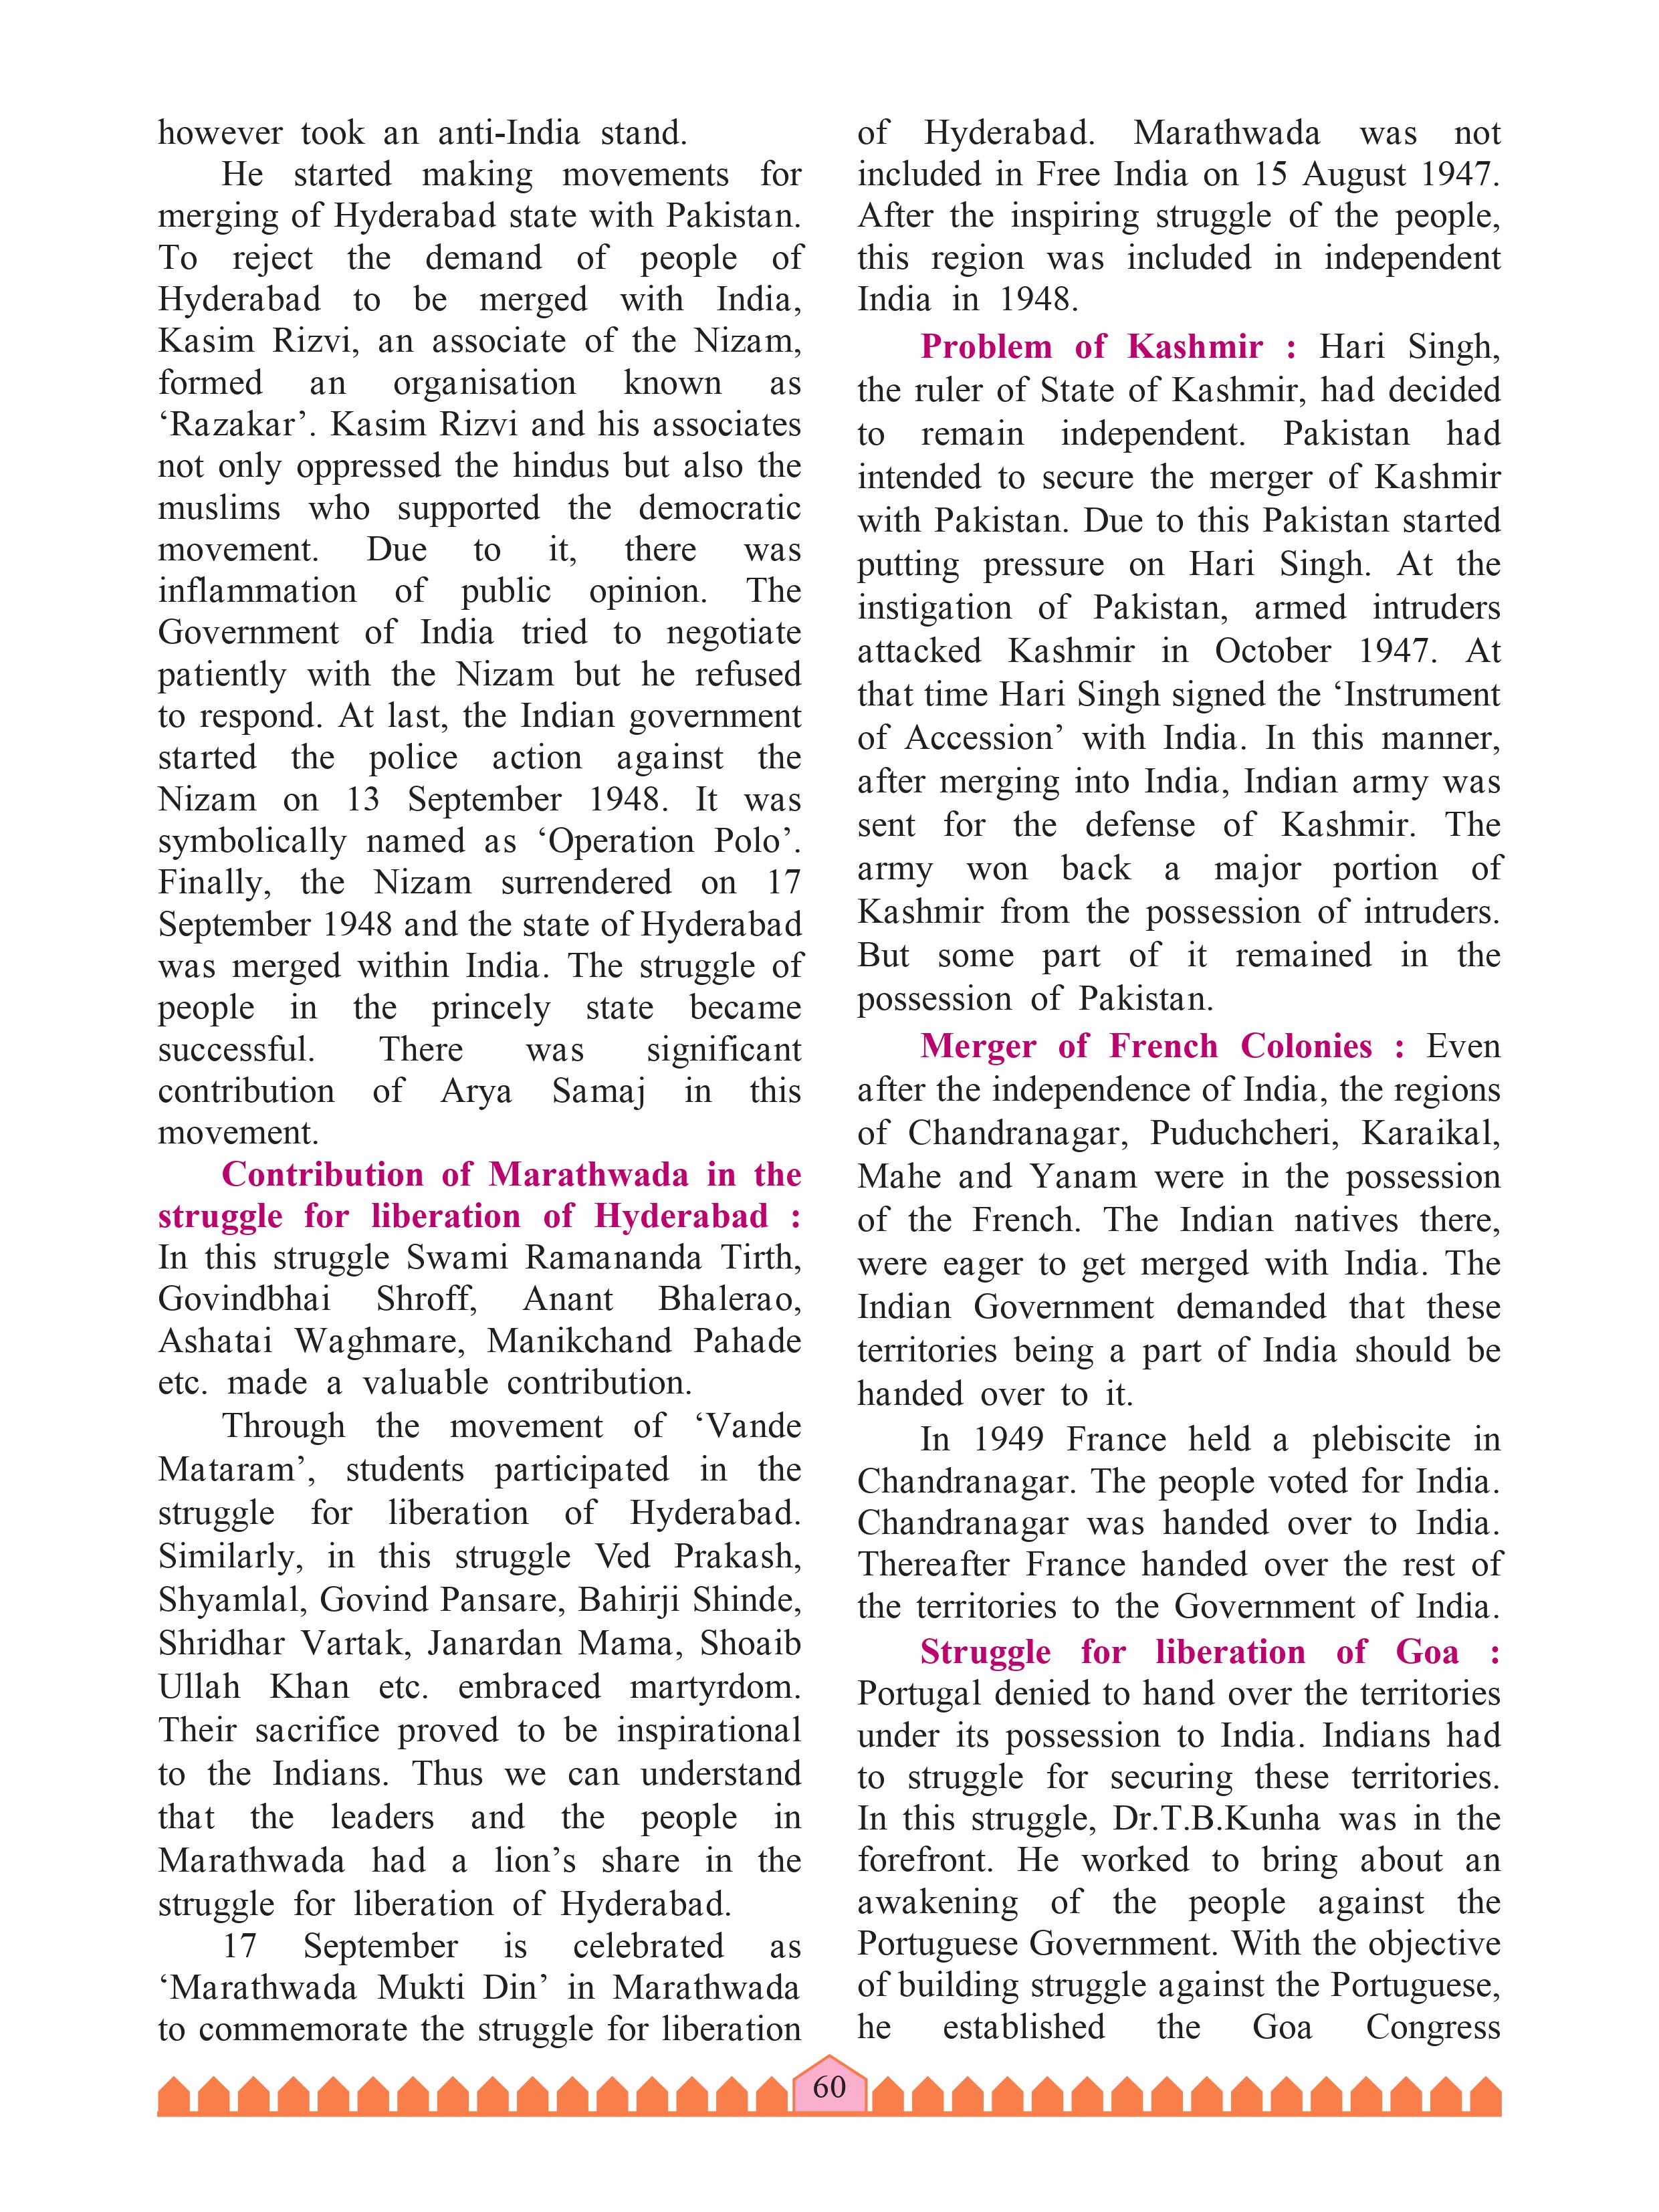 however took an anti-India stand.
He started making movements for
merging of Hyderabad state with Pakistan.
To reject the demand of people of
Hyderabad to be merged with India,
Kasim Rizvi, an associate of the Nizam,
formed an organisation known as
‘Razakar’. Kasim Rizvi and his associates
not only oppressed the hindus but also the
muslims who supported the democratic
movement. Due to it, there was
inflammation of public opinion. The
Government of India tried to negotiate
patiently with the Nizam but he refused
to respond. At last, the Indian government
started the police action against the
Nizam on 13 September 1948. It was
symbolically named as ‘Operation Polo’.
Finally, the Nizam surrendered on 17
September 1948 and the state of Hyderabad
was merged within India. The struggle of
people in the princely state became
successful. There was significant
contribution of Arya Samaj in this
movement.
Contribution of Marathwada in the
struggle for liberation of Hyderabad :
In this struggle Swami Ramananda Tirth,
Govindbhai Shroff, Anant Bhalerao,
Ashatai Waghmare, Manikchand Pahade
etc. made a valuable contribution.
Through the movement of ‘Vande
Mataram’, students participated in the
struggle for liberation of Hyderabad.
Similarly, in this struggle Ved Prakash,
Shyamlal, Govind Pansare, Bahirji Shinde,
Shridhar Vartak, Janardan Mama, Shoaib
Ullah Khan etc. embraced martyrdom.
Their sacrifice proved to be inspirational
to the Indians. Thus we can understand
that the leaders and the people in
Marathwada had a lion’s share in the
struggle for liberation of Hyderabad.
17 September is celebrated as
‘Marathwada Mukti Din’ in Marathwada
to commemorate the struggle for liberation
of Hyderabad. Marathwada was not
included in Free India on 15 August 1947.
After the inspiring struggle of the people,
this region was included in independent
India in 1948.
Problem of Kashmir : Hari Singh,
the ruler of State of Kashmir, had decided
to remain independent. Pakistan had
intended to secure the merger of Kashmir
with Pakistan. Due to this Pakistan started
putting pressure on Hari Singh. At the
instigation of Pakistan, armed intruders
attacked Kashmir in October 1947. At
that time Hari Singh signed the ‘Instrument
of Accession’ with India. In this manner,
after merging into India, Indian army was
sent for the defense of Kashmir. The
army won back a major portion of
Kashmir from the possession of intruders.
But some part of it remained in the
possession of Pakistan.
Merger of French Colonies : Even
after the independence of India, the regions
of Chandranagar, Puduchcheri, Karaikal,
Mahe and Yanam were in the possession
of the French. The Indian natives there,
were eager to get merged with India. The
Indian Government demanded that these
territories being a part of India should be
handed over to it.
In 1949 France held a plebiscite in
Chandranagar. The people voted for India.
Chandranagar was handed over to India.
Thereafter France handed over the rest of
the territories to the Government of India.
Struggle for liberation of Goa :
Portugal denied to hand over the territories
under its possession to India. Indians had
to struggle for securing these territories.
In this struggle, Dr.T.B.Kunha was in the
forefront. He worked to bring about an
awakening of the people against the
Portuguese Government. With the objective
of building struggle against the Portuguese,
he established the Goa Congress
60